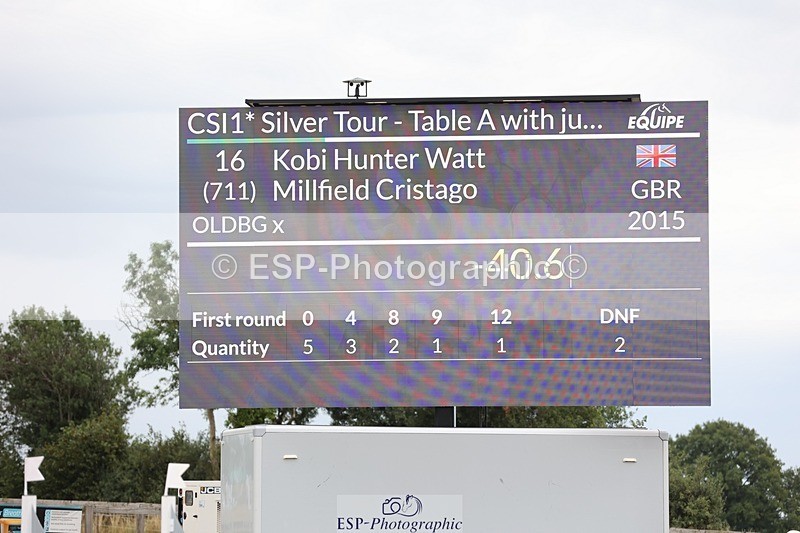 CSI1* Silver Tour - Table A with ju... EQUIPE
16 Kobi Hunter Watt
(711) Millfield Cristago GBR
OLDBG x 2015
-40.6
© ESP-Photographic ©
First round 0 4 8 9 12 DNF
Quantity 5 3 2 1 1 2
JCB
ESP-Photographic